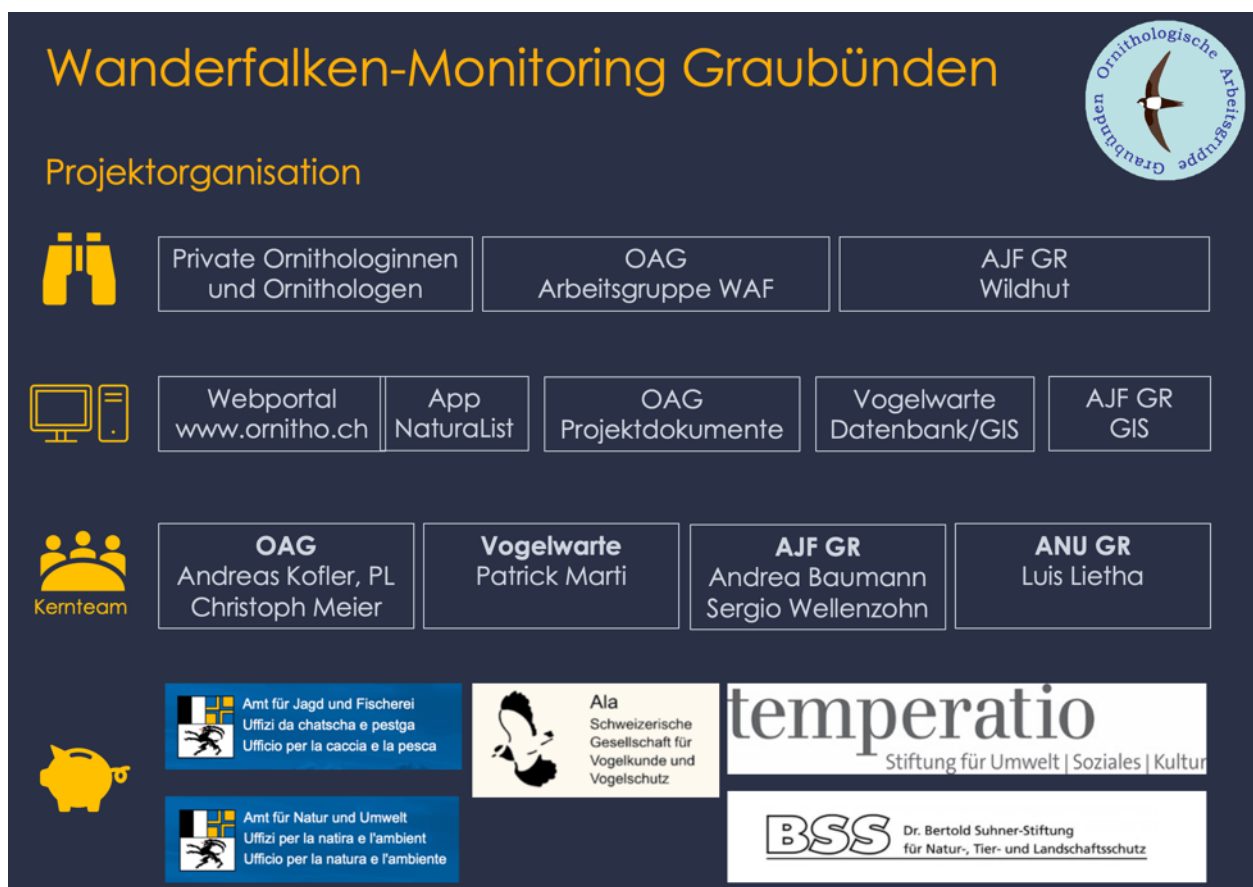 Wanderfalken-Monitoring Graubünden
Ornithologische Arbeitsgruppe Graubünden
Projektorganisation
Private Ornithologinnen
und Ornithologen
OAG
Arbeitsgruppe WAF
AJF GR
Wildhut
Webportal
www.ornitho.ch
App
NaturaList
OAG
Projektdokumente
Vogelwarte
Datenbank/GIS
AJF GR
GIS
Kernteam
OAG
Andreas Kofler, PL
Christoph Meier
Vogelwarte
Patrick Marti
AJF GR
Andrea Baumann
Sergio Wellenzohn
ANU GR
Luis Lietha
Amt für Jagd und Fischerei
Uffizi da chatscha e pestga
Ufficio per la caccia e la pesca
Ala
Schweizerische
Gesellschaft für
Vogelkunde und
Vogelschutz
temperatio
Stiftung für Umwelt | Soziales | Kultur
Amt für Natur und Umwelt
Uffizi per la natira e l'ambient
Ufficio per la natura e l'ambiente
BSS
Dr. Bertold Suhner-Stiftung
für Natur-, Tier- und Landschaftsschutz